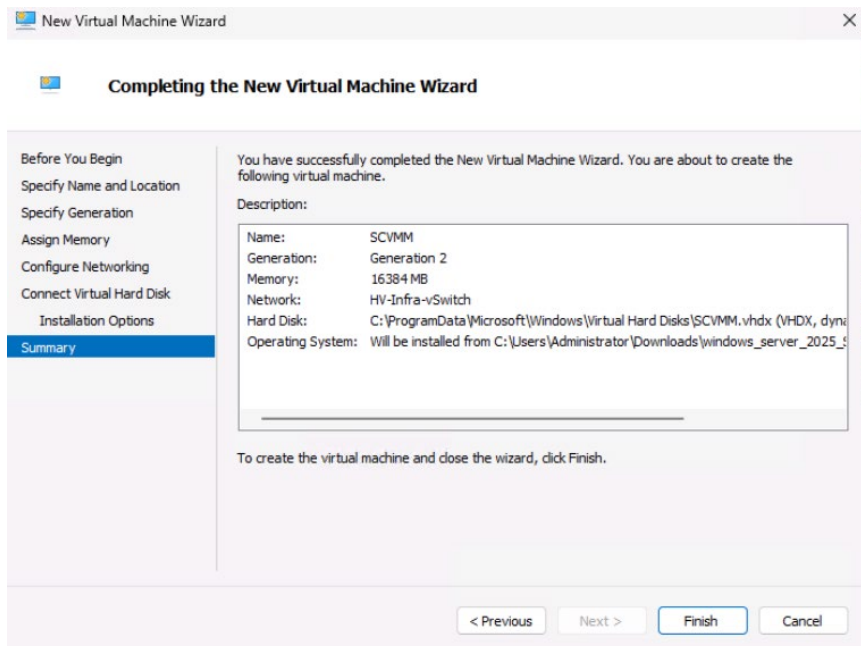 New Virtual Machine Wizard
Completing the New Virtual Machine Wizard
Before You Begin
Specify Name and Location
Specify Generation
Assign Memory
Configure Networking
Connect Virtual Hard Disk
Installation Options
Summary
You have successfully completed the New Virtual Machine Wizard. You are about to create the
following virtual machine.
Description:
Name: SCVMM
Generation: Generation 2
Memory: 16384 MB
Network: HV-Infra-vSwitch
Hard Disk: C:\ProgramData\Microsoft\Windows\Virtual Hard Disks\SCVMM.vhdx (VHDX, dyna
Operating System: Will be installed from C:\Users\Administrator\Downloads\windows_server_2025_S
To create the virtual machine and close the wizard, click Finish.
< Previous
Next >
Finish
Cancel